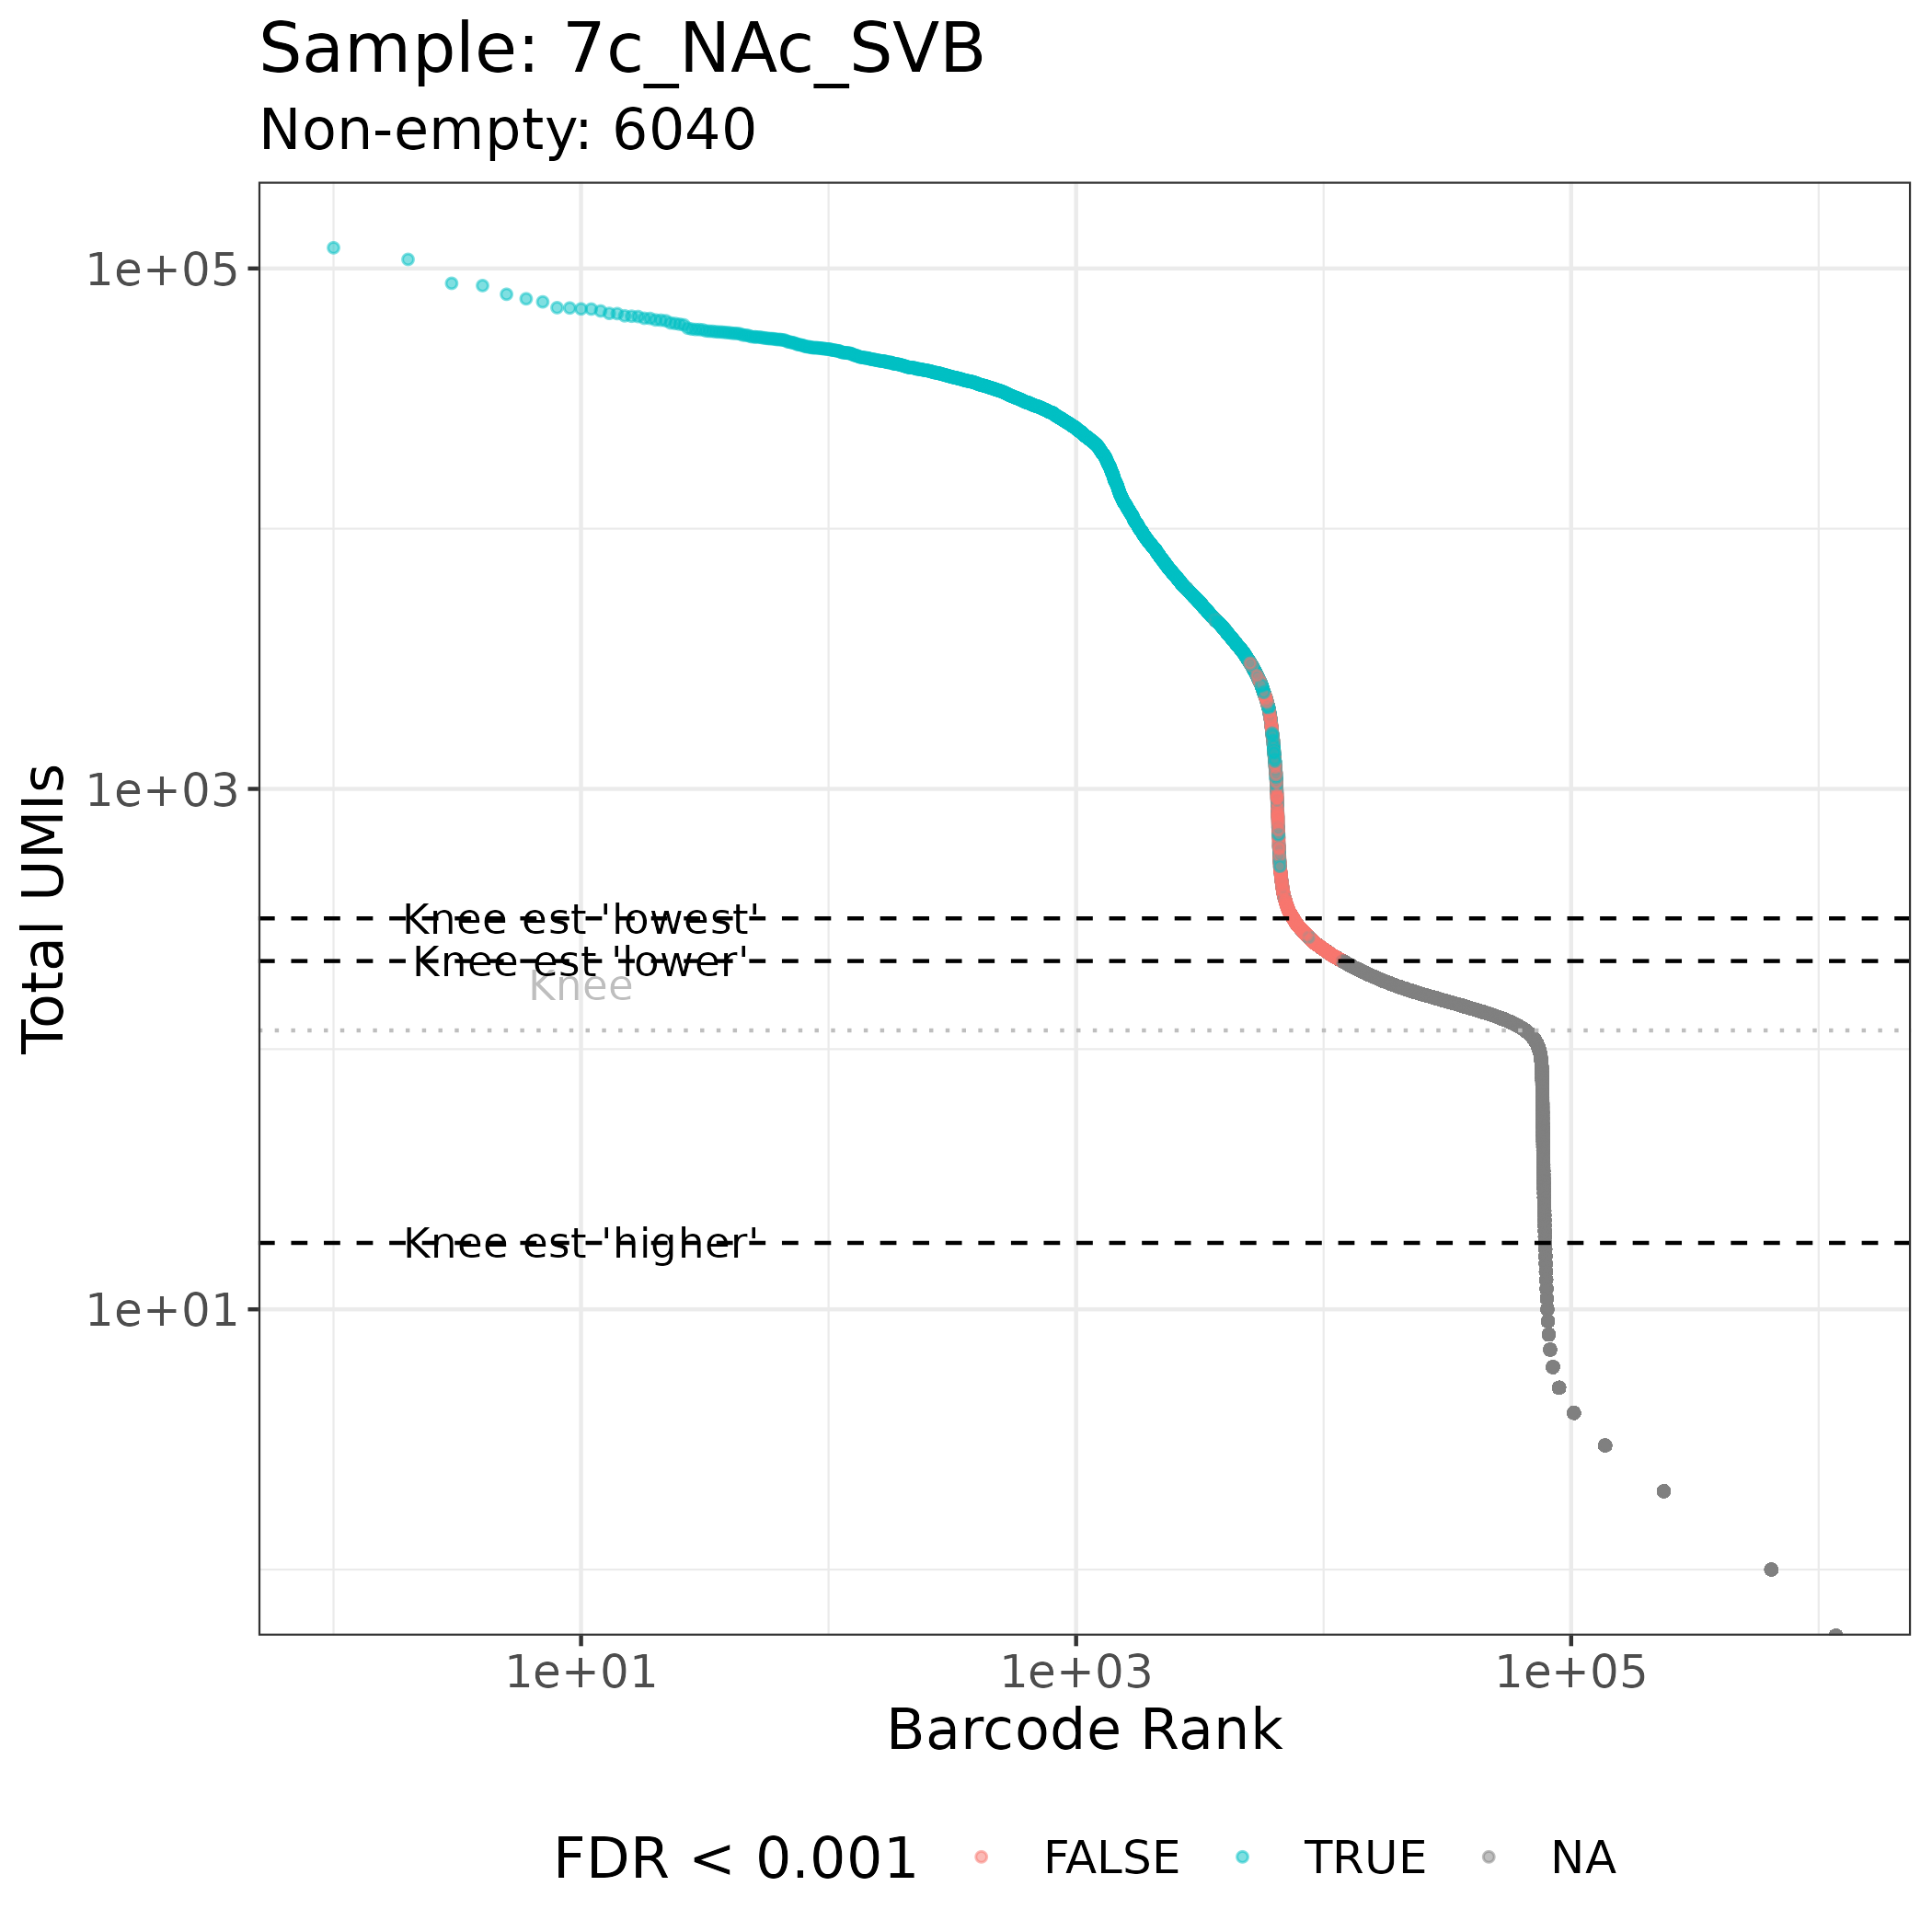 Sample: 7c_NAc_SVB
Non-empty: 6040
1e+05
1e+03
1e+01
Total UMIs
Knee est 'lowest'
Knee est 'lower'
Knee
Knee est 'higher'
1e+01 1e+03 1e+05
Barcode Rank
FDR < 0.001 FALSE TRUE NA